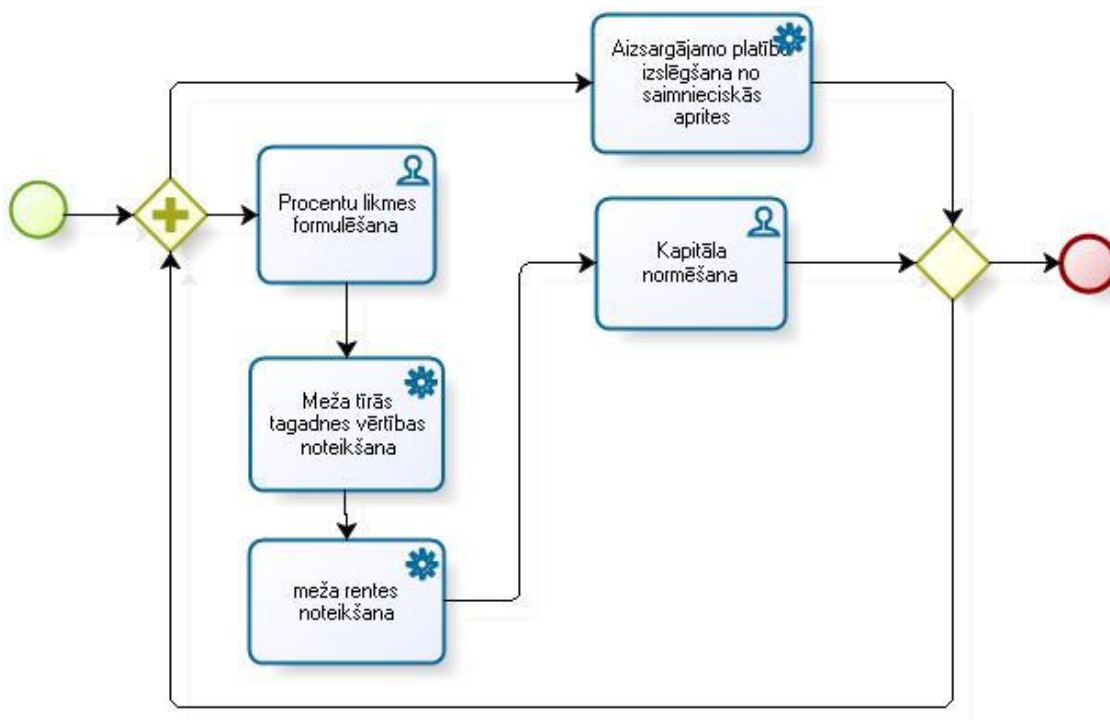 Aizsargājamo platību
izslēgšana no
saimnieciskās
aprites
Procentu likmes
formulēšana
Kapitāla
normēšana
Meža tīrās
tagadnes vērtības
noteikšana
meža rentes
noteikšana